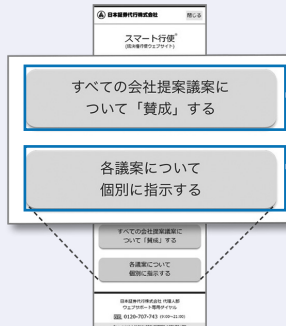 日本証券代行株式会社
閉じる
スマート行使®
(議決権行使ウェブサイト)
すべての会社提案議案に
ついて「賛成」する
各議案について
個別に指示する
すべての会社提案議案に
ついて「賛成」する
各議案について
個別に指示する
日本証券代行株式会社 代理人部
ウェブサポート専用ダイヤル
0120-707-743 (9:00~21:00)